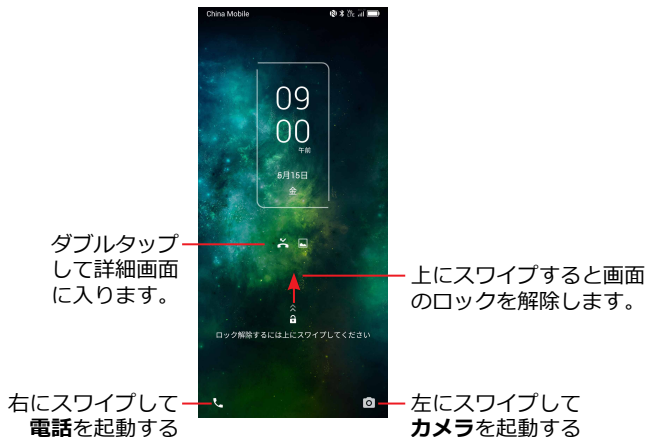 China Mobile
09
00
午前
6月15日
金
ダブルタップ
して詳細画面
に入ります。
上にスワイプすると画面
のロックを解除します。
ロック解除するには上にスワイプしてください
右にスワイプして
電話を起動する
左にスワイプして
カメラを起動する